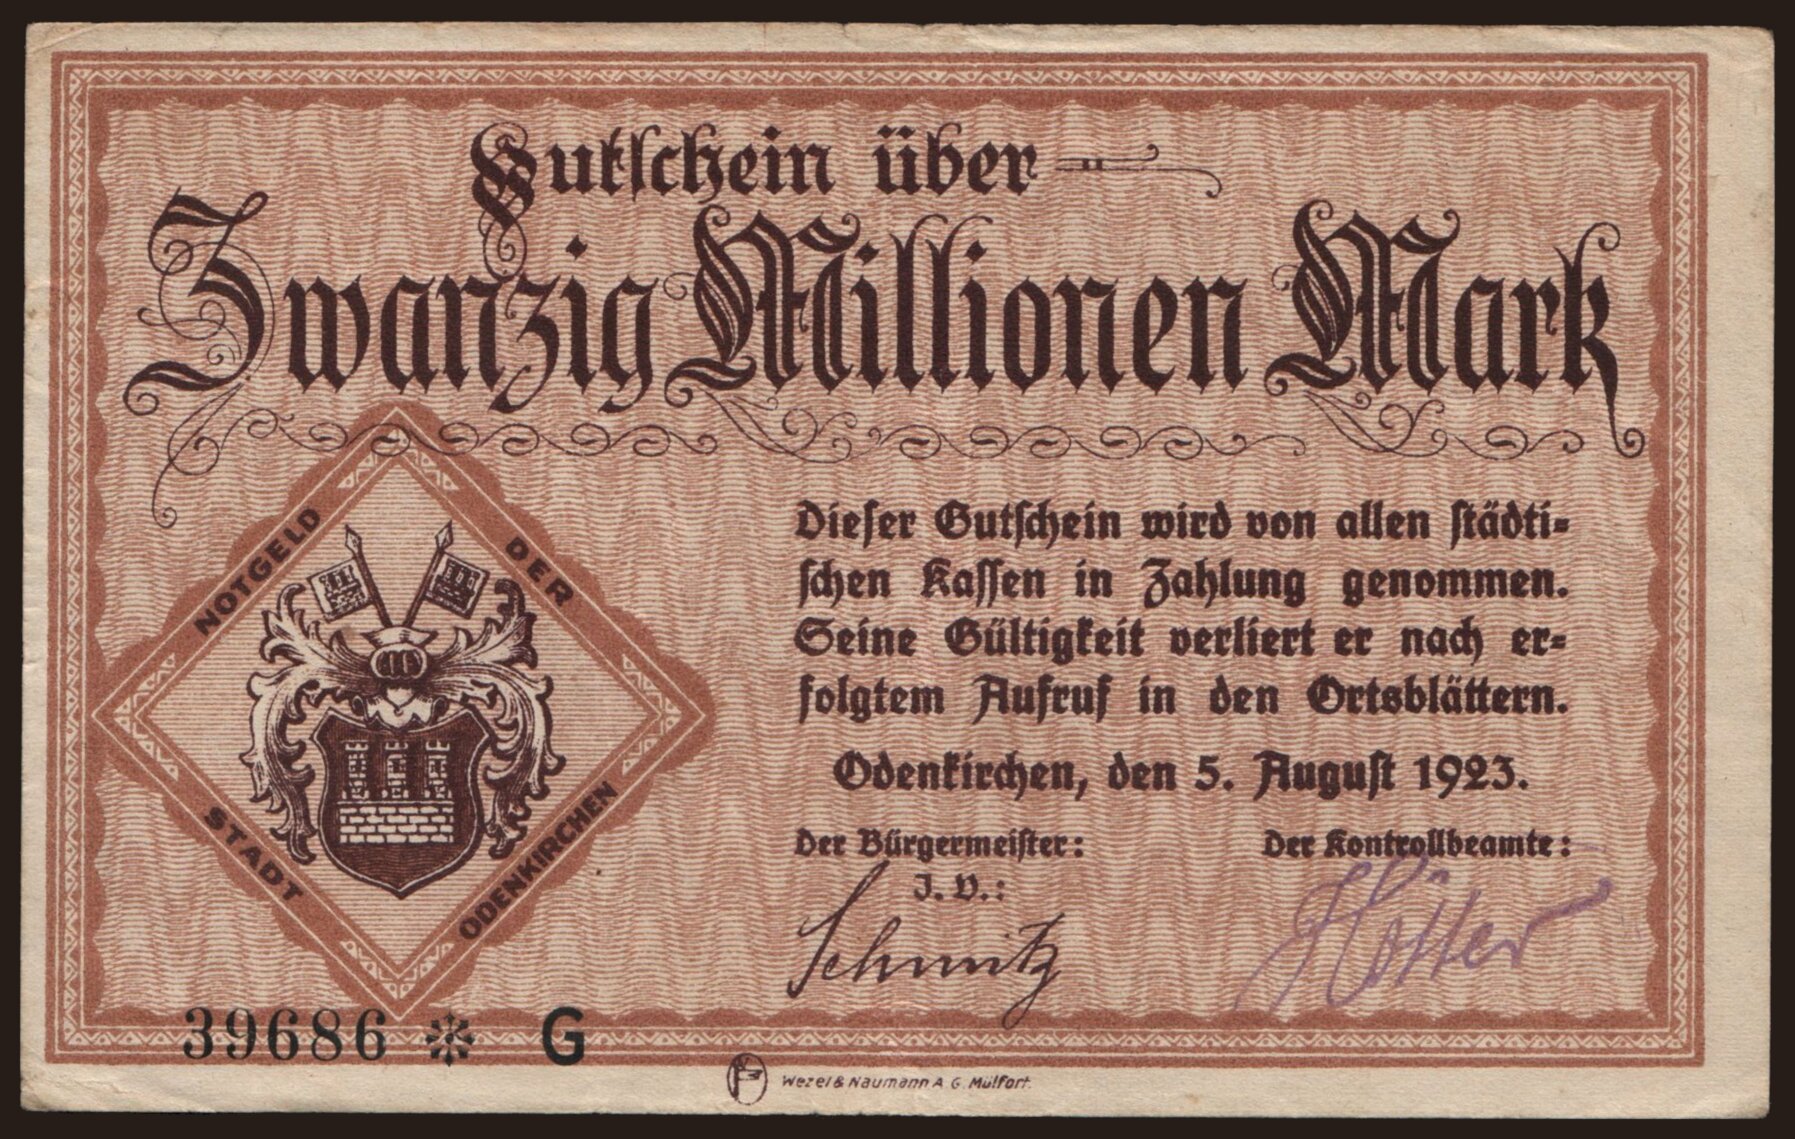 Gutschein über
Zwanzig Millionen Mark
NOTGELD DER
STADT ODENKIRCHEN
Dieser Gutschein wird von allen städti-
schen Kassen in Zahlung genommen.
Seine Gültigkeit verliert er nach er-
folgtem Aufruf in den Ortsblättern.
Odenkirchen, den 5. August 1923.
Der Bürgermeister:
J. V.:
Schmitz
Der Kontrollbeamte:
39686 * G
Wezel & Naumann A. G. Mülfort.